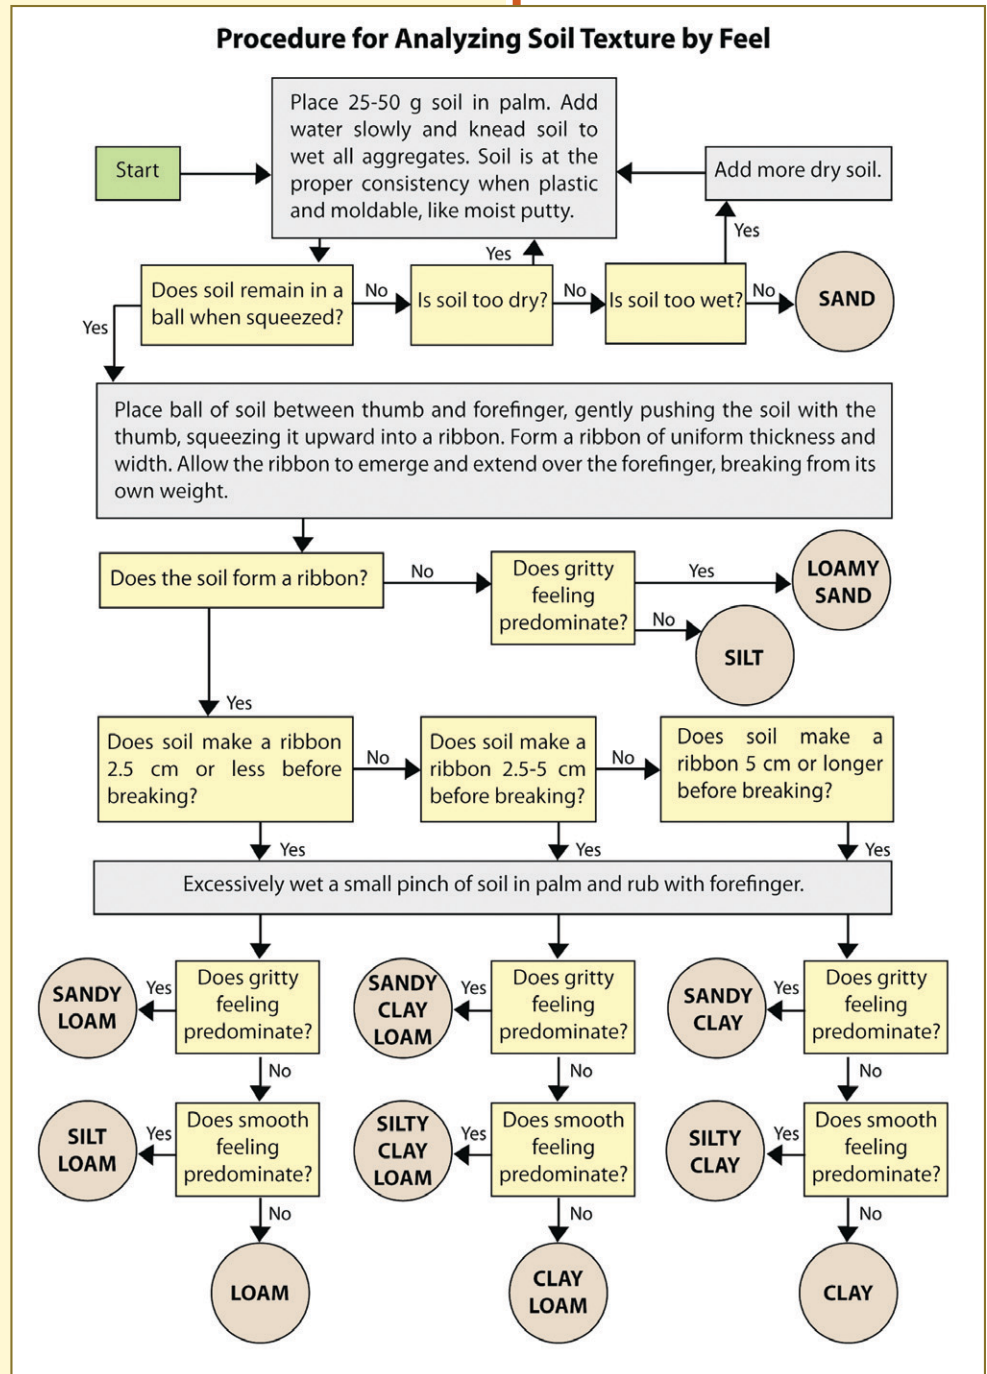 Procedure for Analyzing Soil Texture by Feel
Place 25-50 g soil in palm. Add
water slowly and knead soil to
wet all aggregates. Soil is at the
proper consistency when plastic
and moldable, like moist putty.
Start
Add more dry soil.
Yes
Yes
Does soil remain in a
ball when squeezed?
No
Is soil too dry?
No
Is soil too wet?
No
SAND
Yes
Place ball of soil between thumb and forefinger, gently pushing the soil with the
thumb, squeezing it upward into a ribbon. Form a ribbon of uniform thickness and
width. Allow the ribbon to emerge and extend over the forefinger, breaking from its
own weight.
Does the soil form a ribbon?
No
Does gritty
feeling
predominate?
Yes
LOAMY
SAND
No
SILT
Yes
Does soil make a ribbon
2.5 cm or less before
breaking?
No
Does soil make a
ribbon 2.5-5 cm
before breaking?
No
Does soil make a
ribbon 5 cm or longer
before breaking?
Yes
Yes
Yes
Excessively wet a small pinch of soil in palm and rub with forefinger.
SANDY
LOAM
Yes
Does gritty
feeling
predominate?
SANDY
CLAY
LOAM
Yes
Does gritty
feeling
predominate?
SANDY
CLAY
Yes
Does gritty
feeling
predominate?
No
No
No
SILT
LOAM
Yes
Does smooth
feeling
predominate?
SILTY
CLAY
LOAM
Yes
Does smooth
feeling
predominate?
SILTY
CLAY
Yes
Does smooth
feeling
predominate?
No
No
No
LOAM
CLAY
LOAM
CLAY